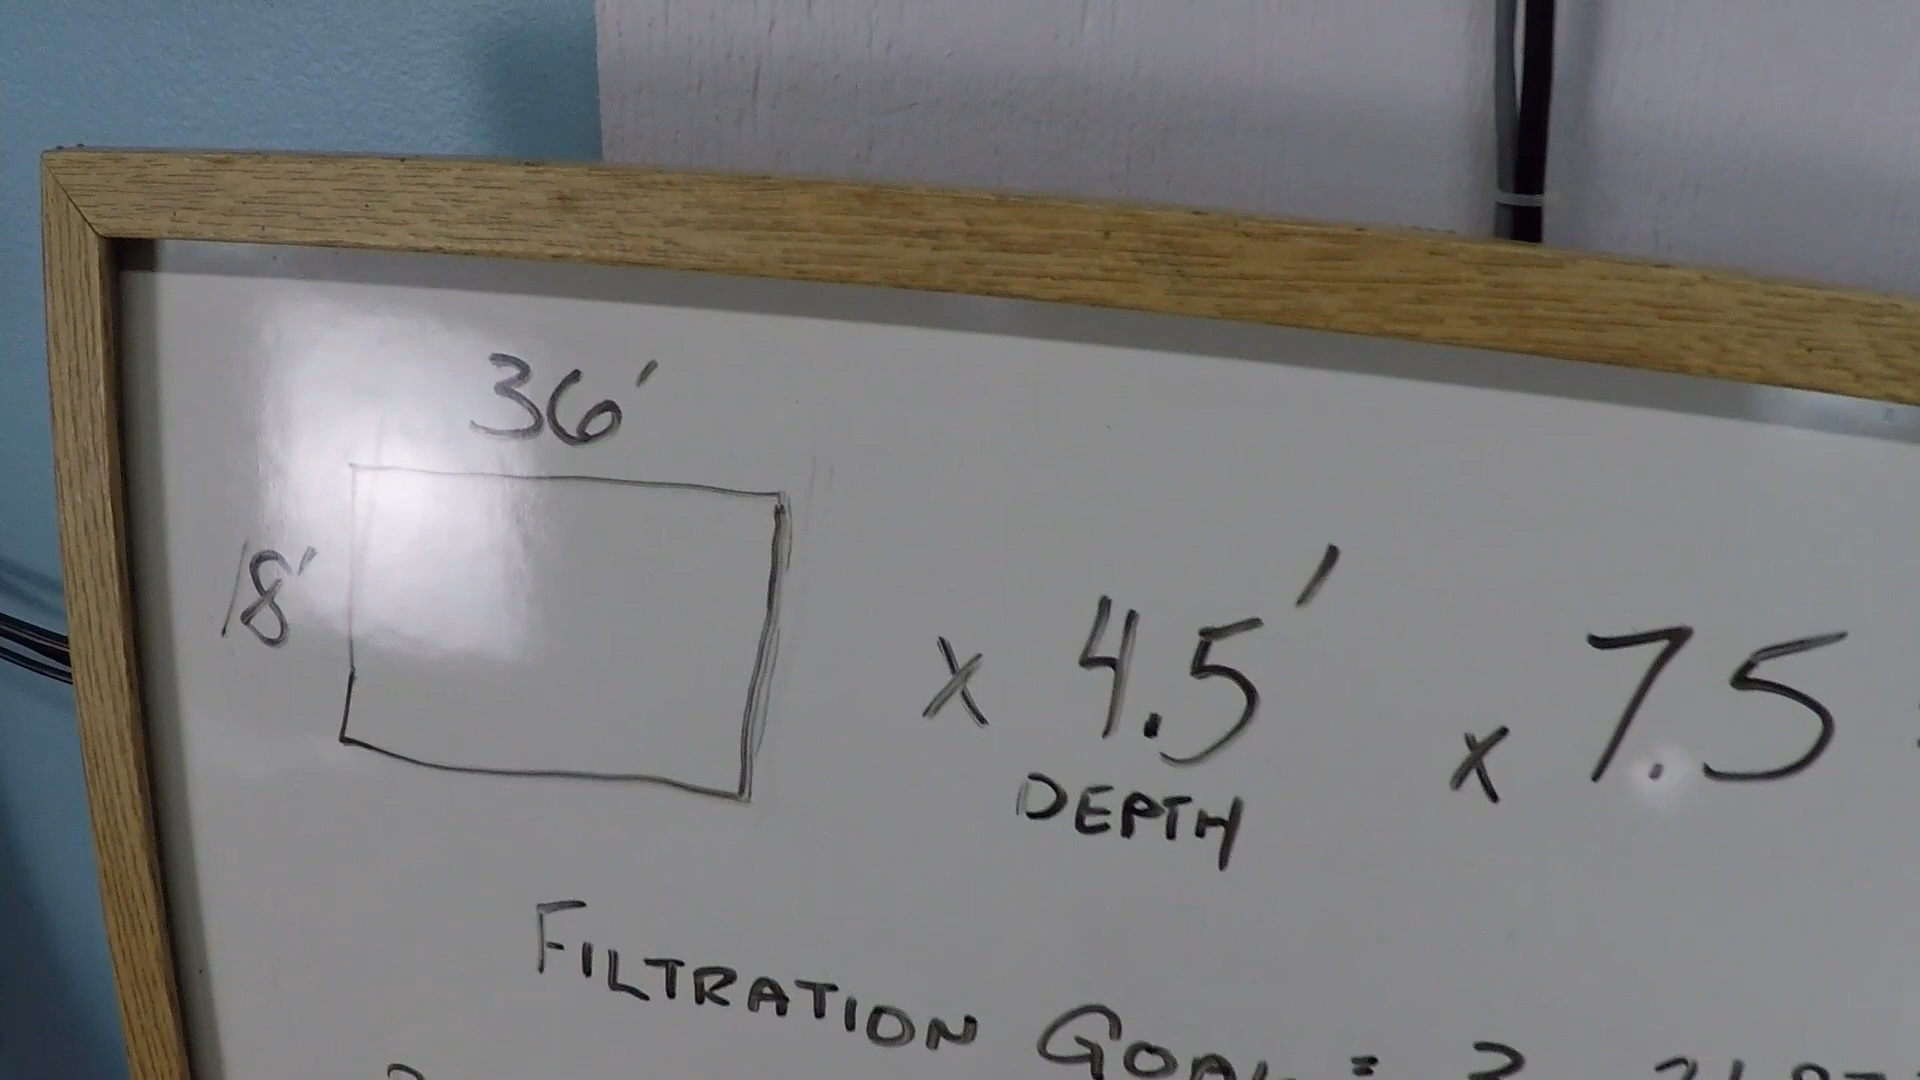 36'
18'
x 4.5' x 7.5
DEPTH
FILTRATION GOAL =